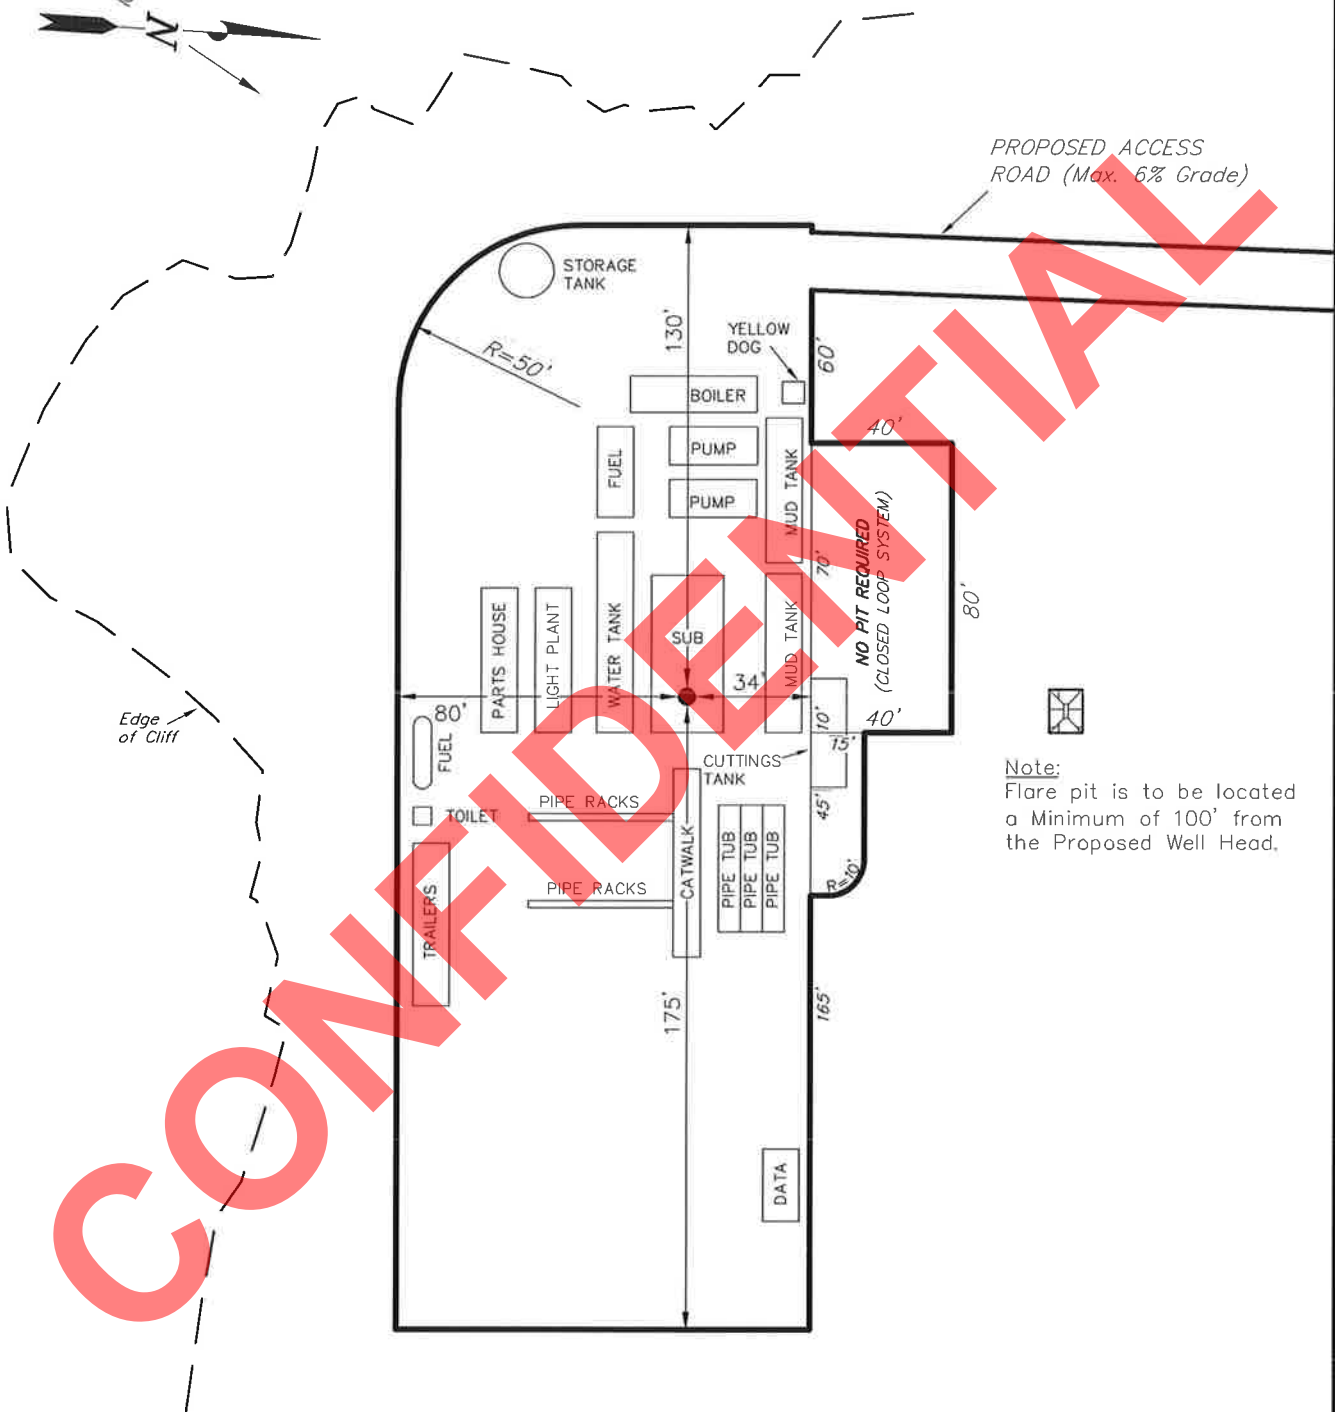 N
PROPOSED ACCESS
ROAD (Max. 6% Grade)
STORAGE
TANK
130'
YELLOW
DOG
60'
R=50'
BOILER
40'
FUEL
PUMP
MUD TANK
PUMP
70'
NO PIT REQUIRED
(CLOSED LOOP SYSTEM)
80'
PARTS HOUSE
LIGHT PLANT
WATER TANK
SUB
MUD TANK
34'
80'
10'
40'
15'
Edge
of Cliff
FUEL
CUTTINGS
TANK
Note:
Flare pit is to be located
a Minimum of 100' from
the Proposed Well Head.
PIPE RACKS
45'
TOILET
CATWALK
PIPE TUB
PIPE TUB
PIPE TUB
R=10'
PIPE RACKS
TRAILERS
175'
165'
DATA
CONFIDENTIAL